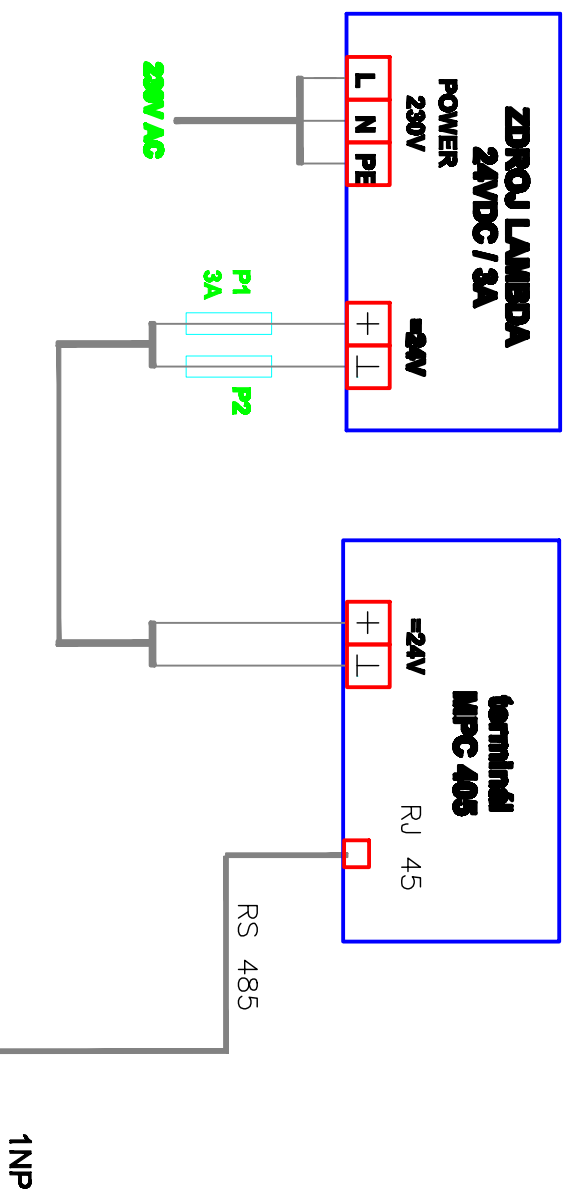 ZDROJ LAMBDA
24VDC / 3A
POWER
230V
L
N
PE
=24V
+
⊥
230V AC
P1
3A
P2
terminál
MPC 405
=24V
+
⊥
RJ 45
RS 485
1NP